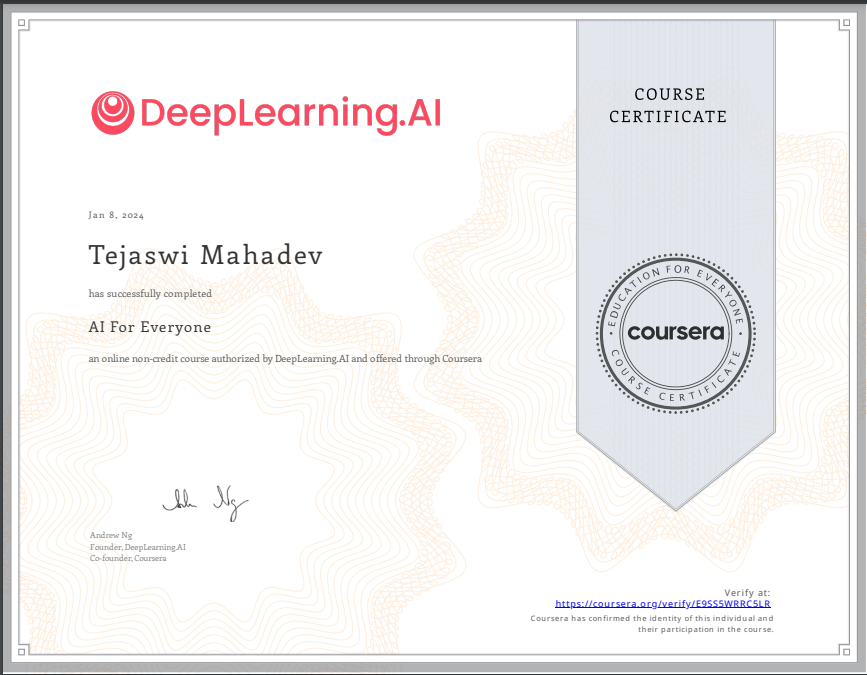 DeepLearning.AI
COURSE
CERTIFICATE
Jan 8, 2024
Tejaswi Mahadev
has successfully completed
AI For Everyone
an online non-credit course authorized by DeepLearning.AI and offered through Coursera
EDUCATION FOR EVERYONE
coursera
COURSE CERTIFICATE
Andrew Ng
Founder, DeepLearning.AI
Co-founder, Coursera
Verify at:
https://coursera.org/verify/E9SS5WRRC5LR
Coursera has confirmed the identity of this individual and
their participation in the course.